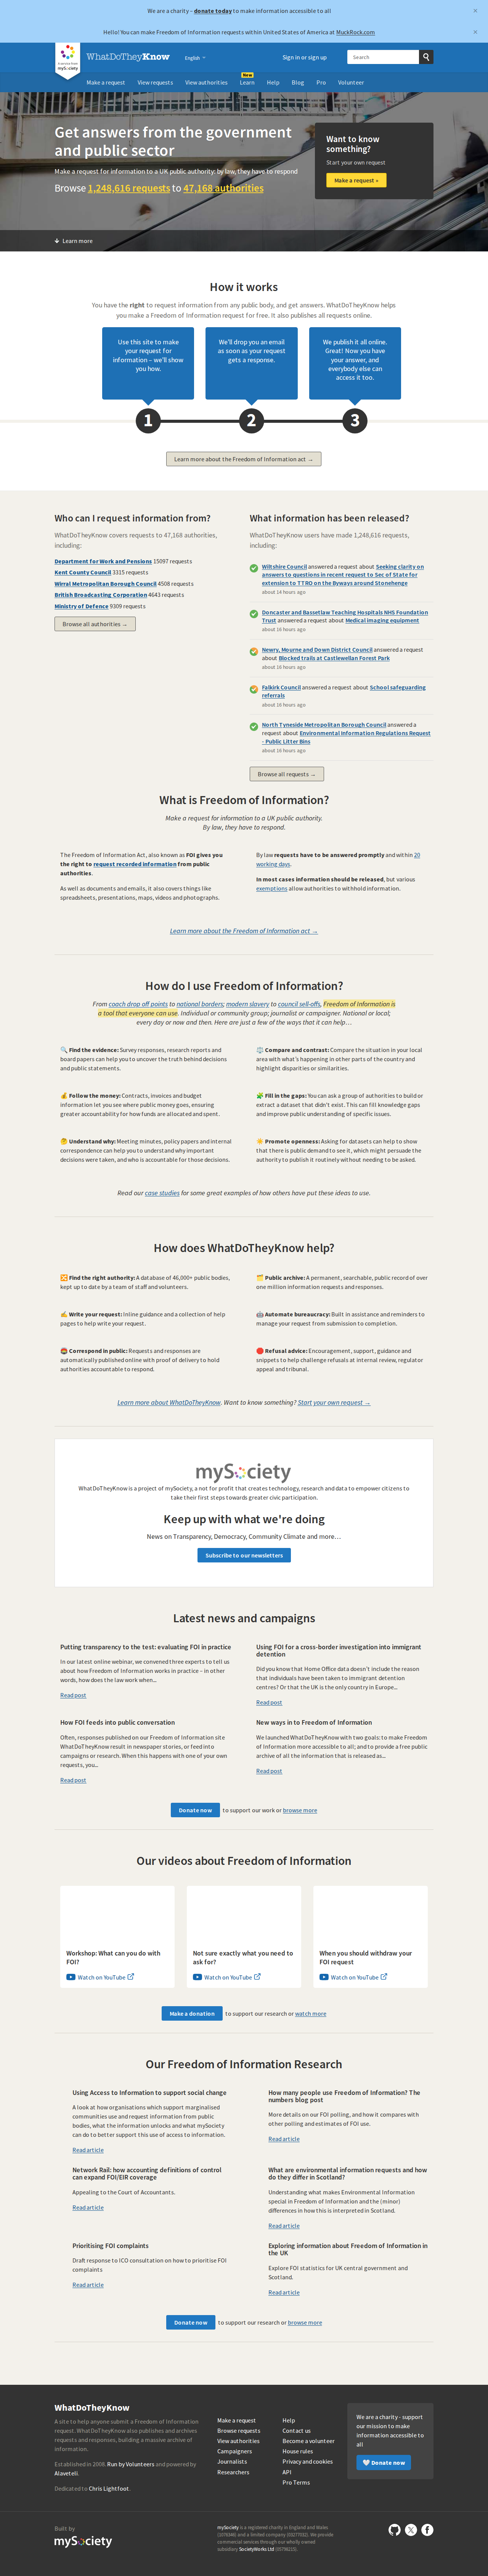 We are a charity – donate today to make information accessible to all
×
Hello! You can make Freedom of Information requests within United States of America at MuckRock.com
×
a service from
mySociety
WhatDoTheyKnow
English
Sign in or sign up
Search
Make a request
View requests
View authorities
New
Learn
Help
Blog
Pro
Volunteer
Get answers from the government
and public sector
Make a request for information to a UK public authority: by law, they have to respond
Browse 1,248,616 requests to 47,168 authorities
Want to know
something?
Start your own request
Make a request »
Learn more
How it works
You have the right to request information from any public body, and get answers. WhatDoTheyKnow helps
you make a Freedom of Information request for free. It also publishes all requests online.
Use this site to make
your request for
information – we'll show
you how.
We'll drop you an email
as soon as your request
gets a response.
We publish it all online.
Great! Now you have
your answer, and
everybody else can
access it too.
1
2
3
Learn more about the Freedom of Information act →
Who can I request information from?
WhatDoTheyKnow covers requests to 47,168 authorities,
including:
Department for Work and Pensions 15097 requests
Kent County Council 3315 requests
Wirral Metropolitan Borough Council 4508 requests
British Broadcasting Corporation 4643 requests
Ministry of Defence 9309 requests
Browse all authorities →
What information has been released?
WhatDoTheyKnow users have made 1,248,616 requests,
including:
Wiltshire Council answered a request about Seeking clarity on
answers to questions in recent request to Sec of State for
extension to TTRO on the Byways around Stonehenge
about 14 hours ago
Doncaster and Bassetlaw Teaching Hospitals NHS Foundation
Trust answered a request about Medical imaging equipment
about 16 hours ago
Newry, Mourne and Down District Council answered a request
about Blocked trails at Castlewellan Forest Park
about 16 hours ago
Falkirk Council answered a request about School safeguarding
referrals
about 16 hours ago
North Tyneside Metropolitan Borough Council answered a
request about Environmental Information Regulations Request
- Public Litter Bins
about 16 hours ago
Browse all requests →
What is Freedom of Information?
Make a request for information to a UK public authority.
By law, they have to respond.
The Freedom of Information Act, also known as FOI gives you
the right to request recorded information from public
authorities.
As well as documents and emails, it also covers things like
spreadsheets, presentations, maps, videos and photographs.
By law requests have to be answered promptly and within 20
working days.
In most cases information should be released, but various
exemptions allow authorities to withhold information.
Learn more about the Freedom of Information act →
How do I use Freedom of Information?
From coach drop off points to national borders; modern slavery to council sell-offs, Freedom of Information is
a tool that everyone can use. Individual or community group; journalist or campaigner. National or local;
every day or now and then. Here are just a few of the ways that it can help…
🔍 Find the evidence: Survey responses, research reports and
board papers can help you to uncover the truth behind decisions
and public statements.
⚖️ Compare and contrast: Compare the situation in your local
area with what's happening in other parts of the country and
highlight disparities or similarities.
💰 Follow the money: Contracts, invoices and budget
information let you see where public money goes, ensuring
greater accountability for how funds are allocated and spent.
🧩 Fill in the gaps: You can ask a group of authorities to build or
extract a dataset that didn't exist. This can fill knowledge gaps
and improve public understanding of specific issues.
🤔 Understand why: Meeting minutes, policy papers and internal
correspondence can help you to understand why important
decisions were taken, and who is accountable for those decisions.
☀️ Promote openness: Asking for datasets can help to show
that there is public demand to see it, which might persuade the
authority to publish it routinely without needing to be asked.
Read our case studies for some great examples of how others have put these ideas to use.
How does WhatDoTheyKnow help?
🔀 Find the right authority: A database of 46,000+ public bodies,
kept up to date by a team of staff and volunteers.
🗂️ Public archive: A permanent, searchable, public record of over
one million information requests and responses.
✍️ Write your request: Inline guidance and a collection of help
pages to help write your request.
🤖 Automate bureaucracy: Built in assistance and reminders to
manage your request from submission to completion.
📯 Correspond in public: Requests and responses are
automatically published online with proof of delivery to hold
authorities accountable to respond.
🛑 Refusal advice: Encouragement, support, guidance and
snippets to help challenge refusals at internal review, regulator
appeal and tribunal.
Learn more about WhatDoTheyKnow. Want to know something? Start your own request →
mySociety
WhatDoTheyKnow is a project of mySociety, a not for profit that creates technology, research and data to empower citizens to
take their first steps towards greater civic participation.
Keep up with what we're doing
News on Transparency, Democracy, Community Climate and more…
Subscribe to our newsletters
Latest news and campaigns
Putting transparency to the test: evaluating FOI in practice
In our latest online webinar, we convened three experts to tell us
about how Freedom of Information works in practice – in other
words, how does the law work when...
Read post
Using FOI for a cross-border investigation into immigrant
detention
Did you know that Home Office data doesn't include the reason
that individuals have been taken to immigrant detention
centres? Or that the UK is the only country in Europe...
Read post
How FOI feeds into public conversation
Often, responses published on our Freedom of Information site
WhatDoTheyKnow result in newspaper stories, or feed into
campaigns or research. When this happens with one of your own
requests, you...
Read post
New ways in to Freedom of Information
We launched WhatDoTheyKnow with two goals: to make Freedom
of Information more accessible to all; and to provide a free public
archive of all the information that is released as...
Read post
Donate now to support our work or browse more
Our videos about Freedom of Information
Workshop: What can you do with
FOI?
Watch on YouTube
Not sure exactly what you need to
ask for?
Watch on YouTube
When you should withdraw your
FOI request
Watch on YouTube
Make a donation to support our research or watch more
Our Freedom of Information Research
Using Access to Information to support social change
A look at how organisations which support marginalised
communities use and request information from public
bodies, what the information unlocks and what mySociety
can do to better support this use of access to information.
Read article
How many people use Freedom of Information? The
numbers blog post
More details on our FOI polling, and how it compares with
other polling and estimates of FOI use.
Read article
Network Rail: how accounting definitions of control
can expand FOI/EIR coverage
Appealing to the Court of Accountants.
Read article
What are environmental information requests and how
do they differ in Scotland?
Understanding what makes Environmental Information
special in Freedom of Information and the (minor)
differences in how this is interpreted in Scotland.
Read article
Prioritising FOI complaints
Draft response to ICO consultation on how to prioritise FOI
complaints
Read article
Exploring information about Freedom of Information in
the UK
Explore FOI statistics for UK central government and
Scotland.
Read article
Donate now to support our research or browse more
WhatDoTheyKnow
A site to help anyone submit a Freedom of Information
request. WhatDoTheyKnow also publishes and archives
requests and responses, building a massive archive of
information.
Established in 2008. Run by Volunteers and powered by
Alaveteli.
Dedicated to Chris Lightfoot.
Make a request
Browse requests
View authorities
Campaigners
Journalists
Researchers
Help
Contact us
Become a volunteer
House rules
Privacy and cookies
API
Pro Terms
We are a charity - support
our mission to make
information accessible to
all
🤍 Donate now
Built by
mySociety
mySociety is a registered charity in England and Wales
(1076346) and a limited company (03277032). We provide
commercial services through our wholly owned
subsidiary SocietyWorks Ltd (05798215).